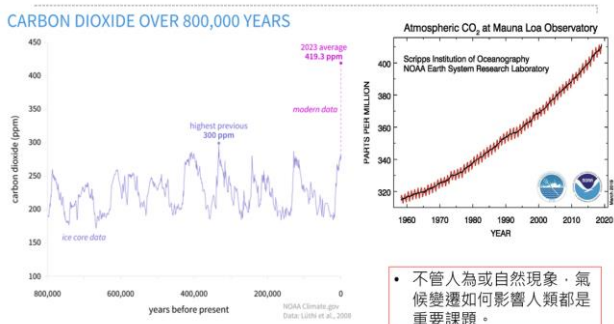 CARBON DIOXIDE OVER 800,000 YEARS
450
400
350
300
250
200
150
100
carbon dioxide (ppm)
2023 average
419.3 ppm
modern data
highest previous
300 ppm
ice core data
800,000
600,000
400,000
200,000
0
years before present
NOAA Climate.gov
Data: Lüthi et al., 2008
Atmospheric CO₂ at Mauna Loa Observatory
Scripps Institution of Oceanography
NOAA Earth System Research Laboratory
PARTS PER MILLION
400
380
360
340
320
1960
1970
1980
1990
2000
2010
2020
YEAR
• 不管人為或自然現象，氣
候變遷如何影響人類都是
重要課題。